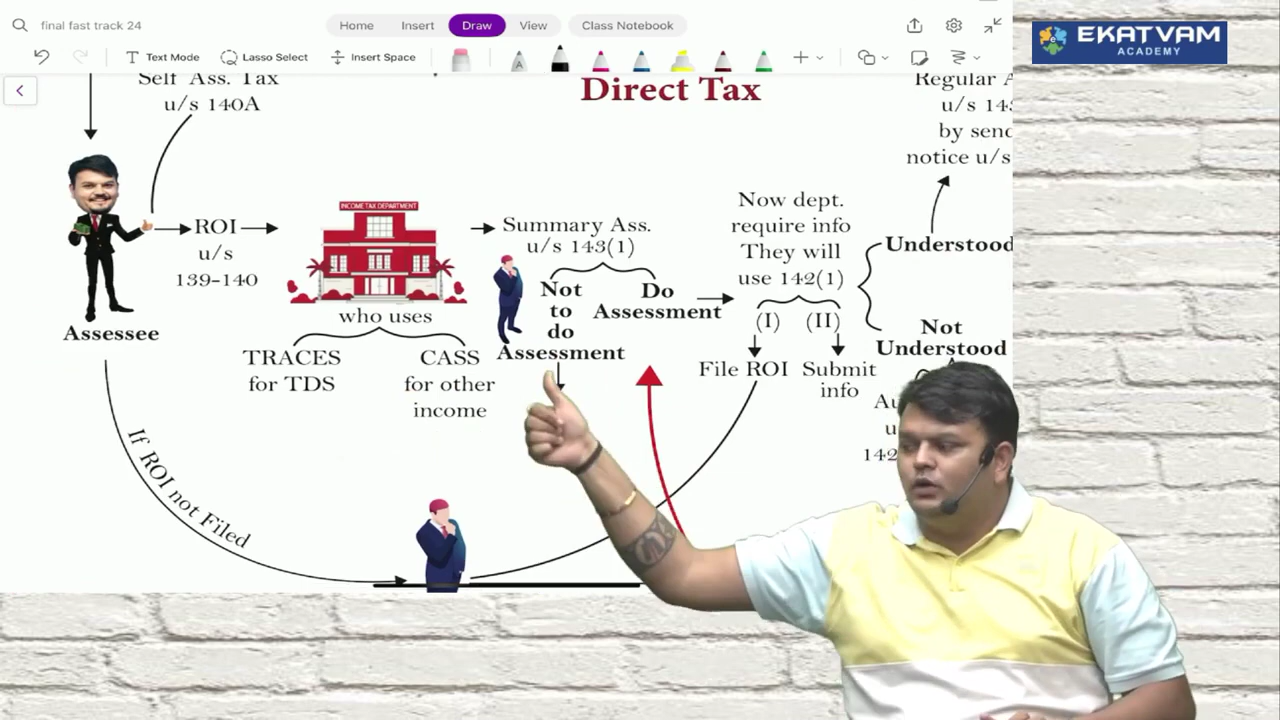 final fast track 24
Home
Insert
Draw
View
Class Notebook
Text Mode
Lasso Select
Insert Space
EKATVAM
ACADEMY
Self Ass. Tax
u/s 140A
Direct Tax
Regular A
u/s 143
by send
notice u/s
Assessee
ROI
u/s
139-140
INCOME TAX DEPARTMENT
who uses
TRACES
for TDS
CASS
for other
income
Summary Ass.
u/s 143(1)
Not
to
do
Assessment
Do
Assessment
Now dept.
require info
They will
use 142(1)
(I)
(II)
File ROI
Submit
info
Understood
Not
Understood
Au
u
142
If ROI not Filed